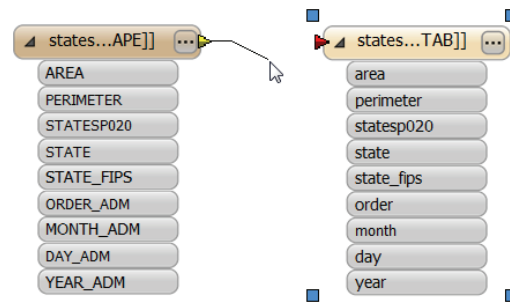 states...APE]] ...
AREA
PERIMETER
STATESP020
STATE
STATE_FIPS
ORDER_ADM
MONTH_ADM
DAY_ADM
YEAR_ADM
states...TAB]] ...
area
perimeter
statesp020
state
state_fips
order
month
day
year